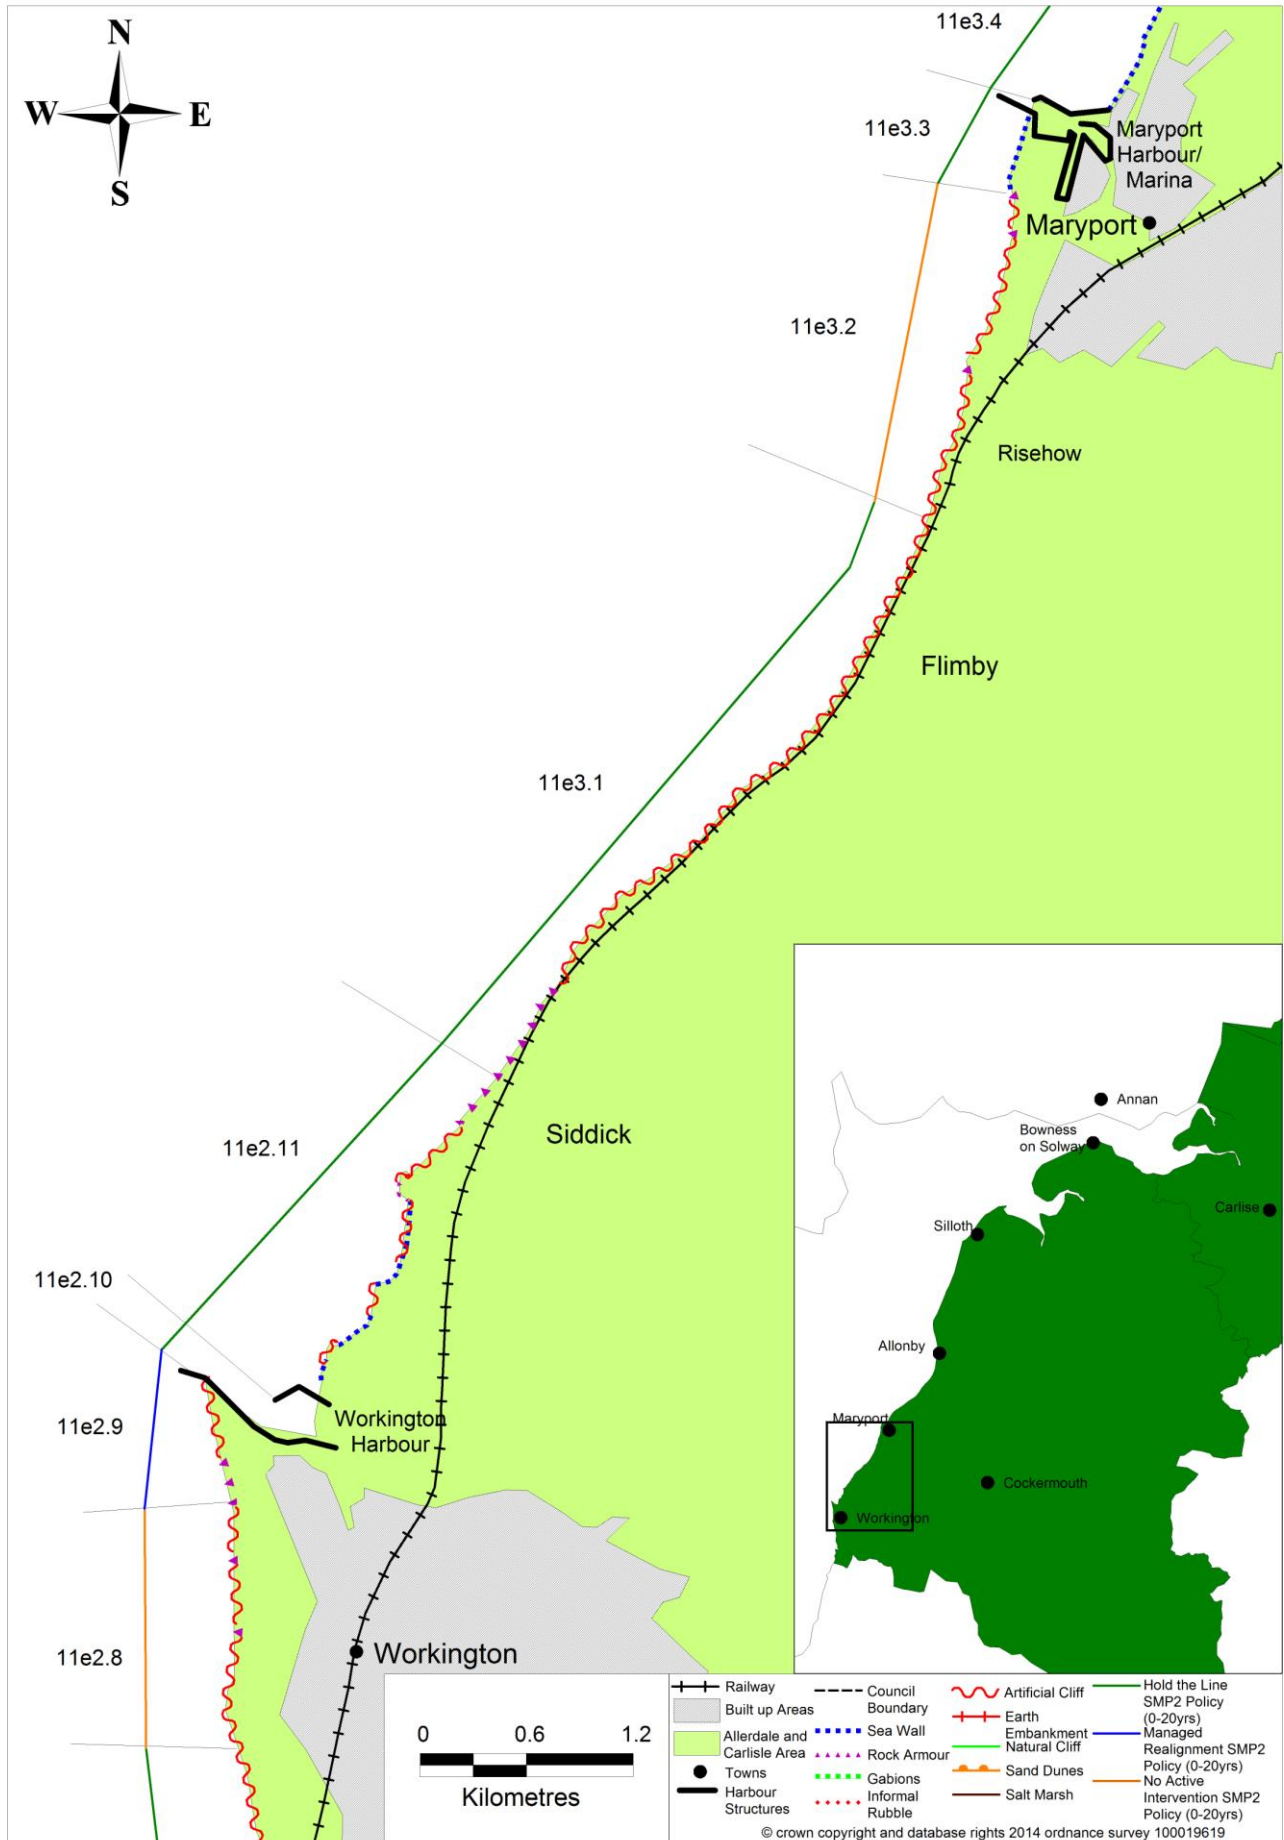 N
W
E
S
11e3.4
11e3.3
Maryport
Harbour/
Marina
Maryport
11e3.2
Risehow
Flimby
11e3.1
Siddick
11e2.11
11e2.10
Workington
Harbour
11e2.9
11e2.8
Workington
Annan
Bowness
on Solway
Carlise
Silloth
Allonby
Maryport
Cockermouth
Workington
0 0.6 1.2
Kilometres
Railway
Built up Areas
Allerdale and
Carlisle Area
Towns
Harbour
Structures
Council
Boundary
Sea Wall
Rock Armour
Gabions
Informal
Rubble
Artificial Cliff
Earth
Embankment
Natural Cliff
Sand Dunes
Salt Marsh
Hold the Line
SMP2 Policy
(0-20yrs)
Managed
Realignment SMP2
Policy (0-20yrs)
No Active
Intervention SMP2
Policy (0-20yrs)
© crown copyright and database rights 2014 ordnance survey 100019619